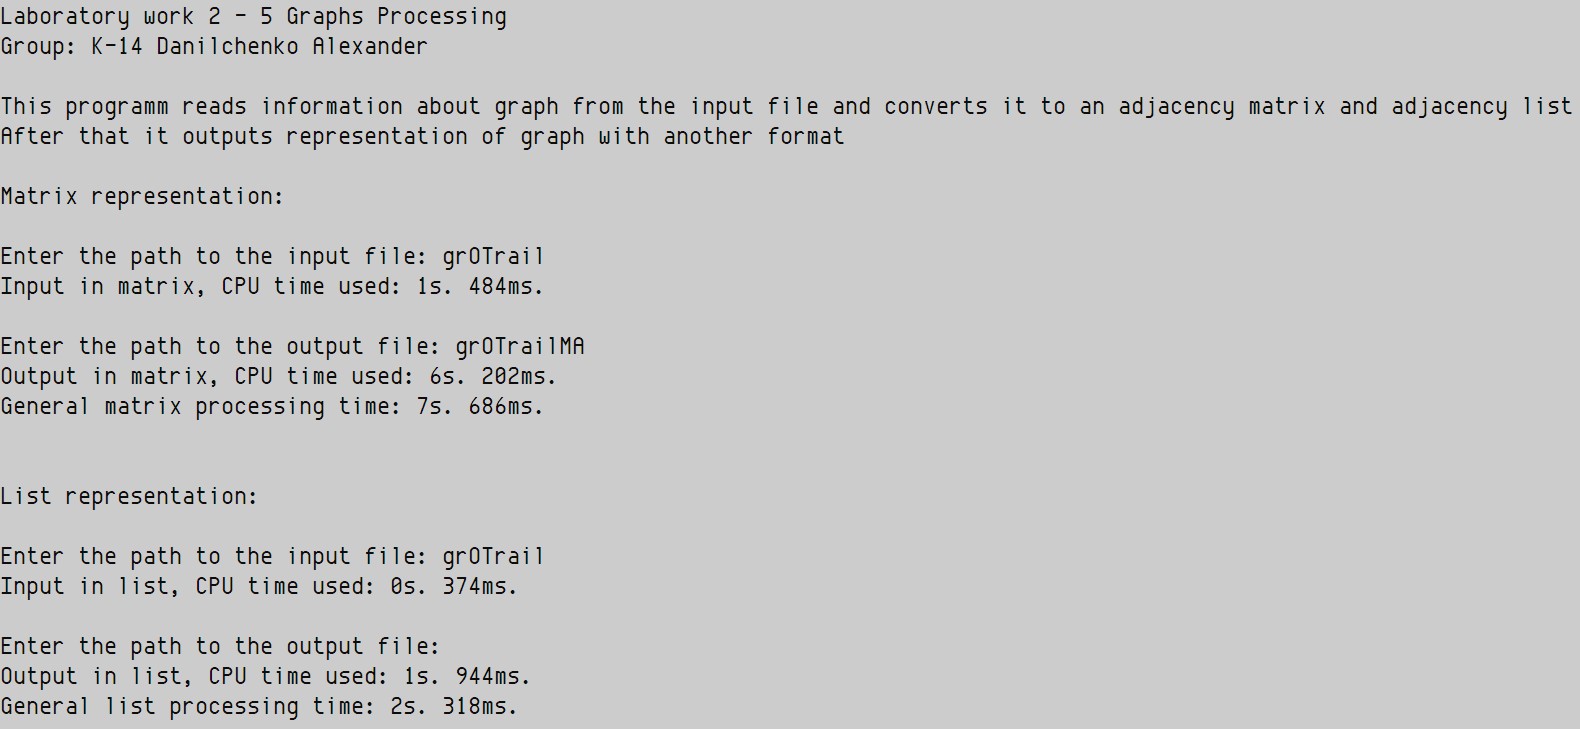 Laboratory work 2 - 5 Graphs Processing
Group: K-14 Danilchenko Alexander
This programm reads information about graph from the input file and converts it to an adjacency matrix and adjacency list
After that it outputs representation of graph with another format
Matrix representation:
Enter the path to the input file: grOTrail
Input in matrix, CPU time used: 1s. 484ms.
Enter the path to the output file: grOTrailMA
Output in matrix, CPU time used: 6s. 202ms.
General matrix processing time: 7s. 686ms.
List representation:
Enter the path to the input file: grOTrail
Input in list, CPU time used: 0s. 374ms.
Enter the path to the output file:
Output in list, CPU time used: 1s. 944ms.
General list processing time: 2s. 318ms.